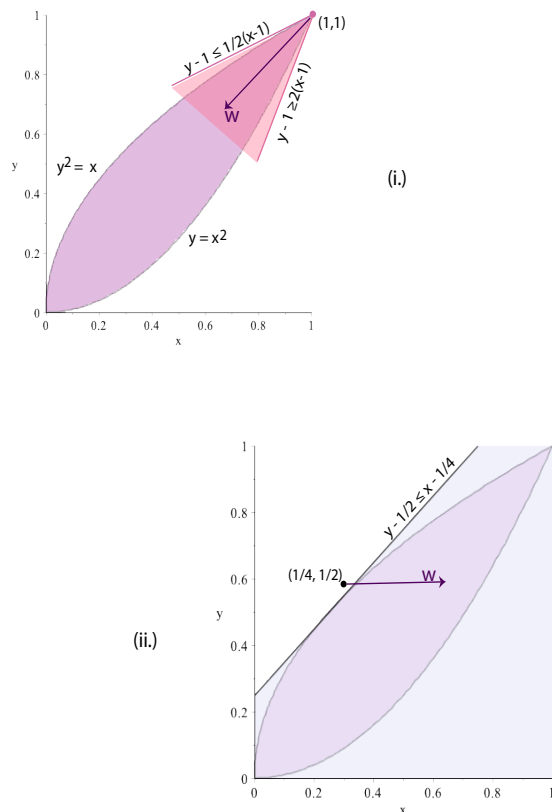 1
(1,1)
y - 1 ≤ 1/2(x-1)
0.8
W
y - 1 ≥ 2(x-1)
0.6
y
y² = x
(i.)
0.4
y = x²
0.2
0
0 0.2 0.4 0.6 0.8 1
x
1
y - 1/2 ≤ x - 1/4
0.8
(1/4, 1/2)
W
0.6
y
(ii.)
0.4
0.2
0
0 0.2 0.4 0.6 0.8 1
x